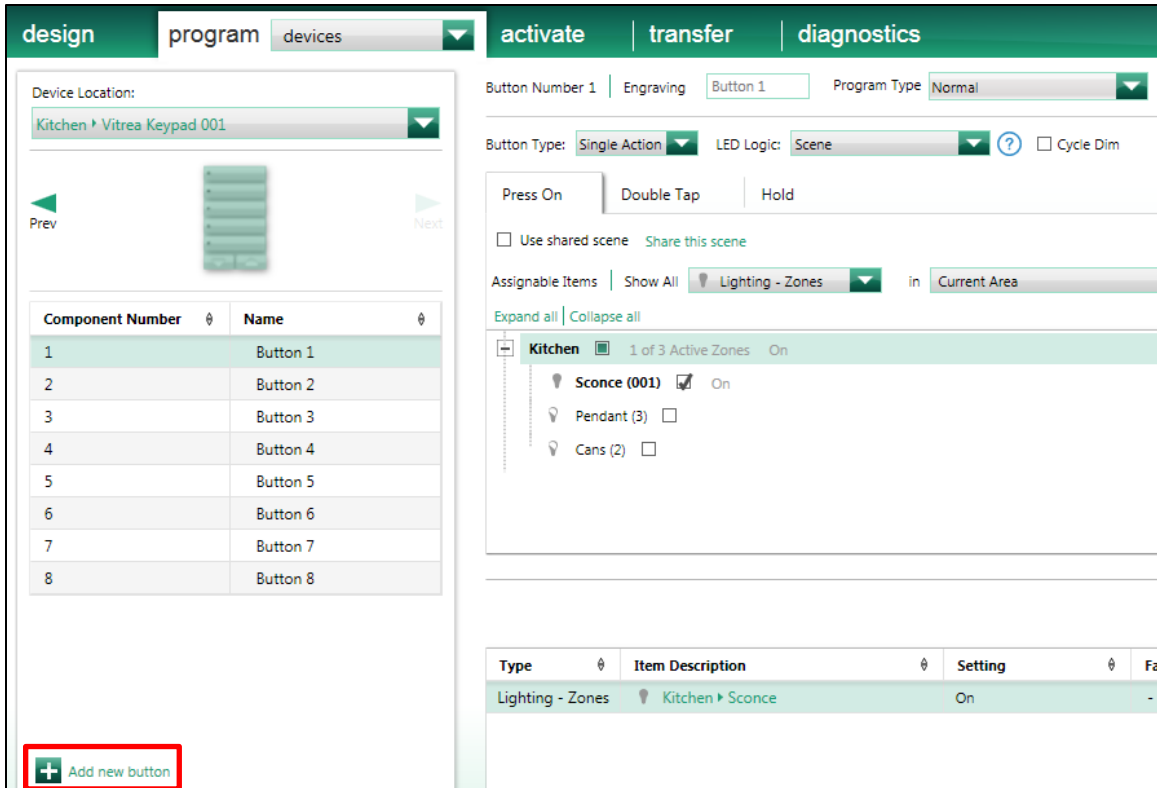 design program devices activate transfer diagnostics
Device Location:
Kitchen ▸ Vitrea Keypad 001
Prev
Next
Component Number Name
1 Button 1
2 Button 2
3 Button 3
4 Button 4
5 Button 5
6 Button 6
7 Button 7
8 Button 8
+ Add new button
Button Number 1 | Engraving Button 1 Program Type Normal
Button Type: Single Action LED Logic: Scene ? Cycle Dim
Press On Double Tap Hold
Use shared scene Share this scene
Assignable Items | Show All Lighting - Zones in Current Area
Expand all | Collapse all
Kitchen 1 of 3 Active Zones On
Sconce (001) On
Pendant (3)
Cans (2)
Type Item Description Setting Fa
Lighting - Zones Kitchen ▸ Sconce On -